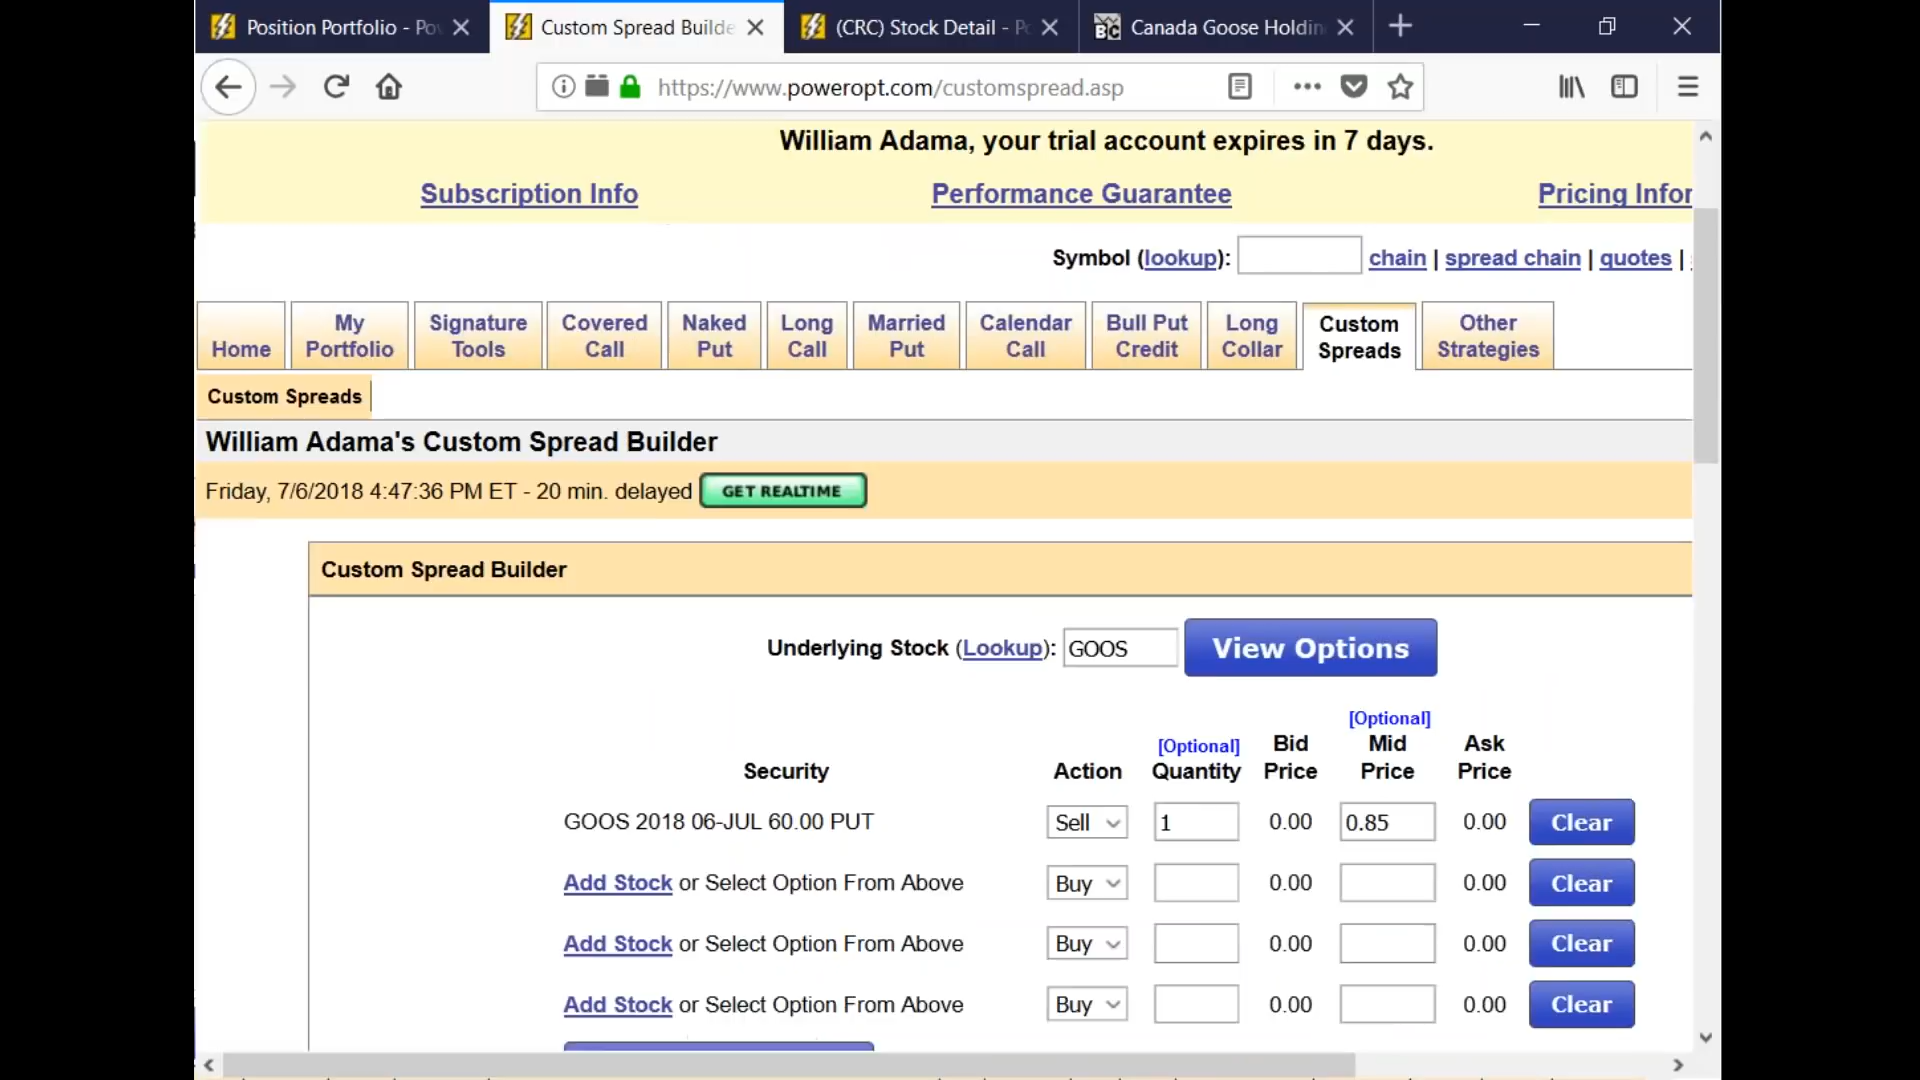 Position Portfolio - Po
Custom Spread Builde
(CRC) Stock Detail - P
Canada Goose Holdin
https://www.poweropt.com/customspread.asp
William Adama, your trial account expires in 7 days.
Subscription Info
Performance Guarantee
Pricing Infor
Symbol (lookup): chain | spread chain | quotes |
Home
My Portfolio
Signature Tools
Covered Call
Naked Put
Long Call
Married Put
Calendar Call
Bull Put Credit
Long Collar
Custom Spreads
Other Strategies
Custom Spreads
William Adama's Custom Spread Builder
Friday, 7/6/2018 4:47:36 PM ET - 20 min. delayed GET REALTIME
Custom Spread Builder
Underlying Stock (Lookup): GOOS View Options
Security Action [Optional] Quantity Bid Price [Optional] Mid Price Ask Price
GOOS 2018 06-JUL 60.00 PUT Sell 1 0.00 0.85 0.00 Clear
Add Stock or Select Option From Above Buy 0.00 0.00 Clear
Add Stock or Select Option From Above Buy 0.00 0.00 Clear
Add Stock or Select Option From Above Buy 0.00 0.00 Clear